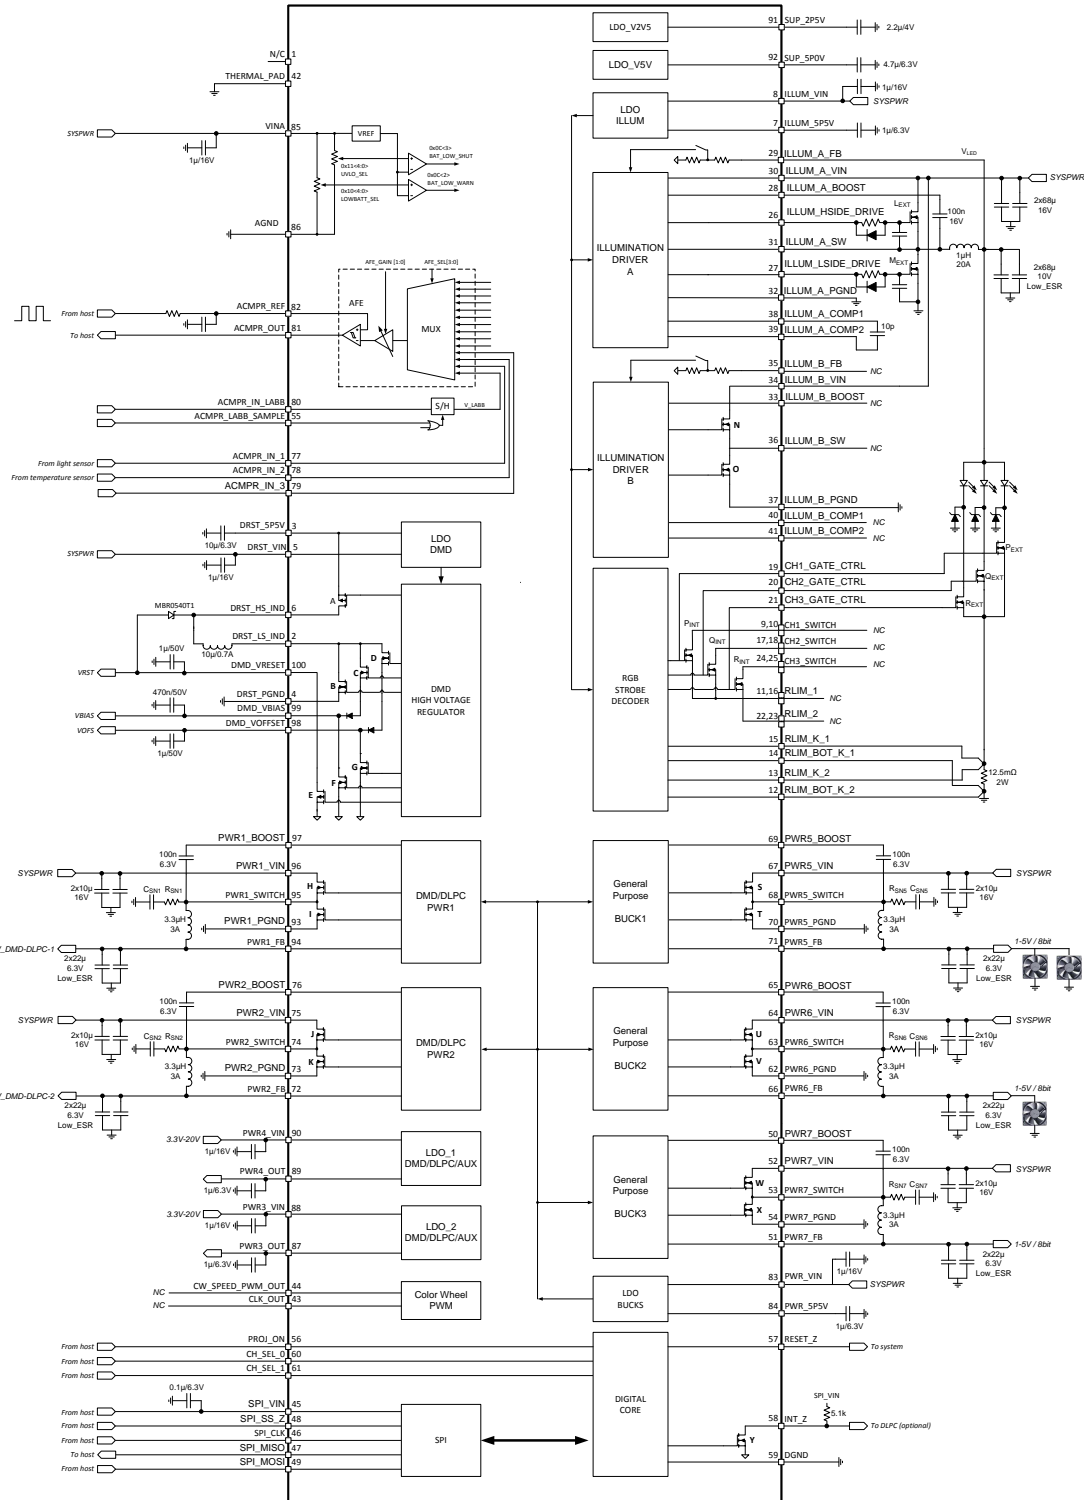 LDO_V2V5
91 SUP_2P5V
2.2µ/4V
LDO_V5V
92 SUP_5P0V
4.7µ/6.3V
1µ/16V
LDO
ILLUM
8 ILLUM_VIN
SYSPWR
7 ILLUM_5P5V
1µ/6.3V
N/C 1
THERMAL_PAD 42
SYSPWR
VINA 85
1µ/16V
VREF
0x0C<3>
BAT_LOW_SHUT
0x11<4:0>
UVLO_SEL
0x0C<2>
BAT_LOW_WARN
0x10<4:0>
LOWBATT_SEL
AGND 86
VLED
29 ILLUM_A_FB
30 ILLUM_A_VIN
SYSPWR
28 ILLUM_A_BOOST
LEXT
100n
16V
2x68µ
16V
26 ILLUM_HSIDE_DRIVE
ILLUMINATION
DRIVER
A
31 ILLUM_A_SW
1µH
20A
27 ILLUM_LSIDE_DRIVE
MEXT
2x68µ
10V
Low_ESR
32 ILLUM_A_PGND
38 ILLUM_A_COMP1
39 ILLUM_A_COMP2
10p
AFE_GAIN [1:0]
AFE_SEL[3:0]
AFE
MUX
From host
ACMPR_REF 82
To host
ACMPR_OUT 81
ACMPR_IN_LABB 80
S/H
V_LABB
ACMPR_LABB_SAMPLE 55
From light sensor
ACMPR_IN_1 77
From temperature sensor
ACMPR_IN_2 78
ACMPR_IN_3 79
35 ILLUM_B_FB
NC
34 ILLUM_B_VIN
33 ILLUM_B_BOOST
NC
N
36 ILLUM_B_SW
NC
ILLUMINATION
DRIVER
B
O
37 ILLUM_B_PGND
40 ILLUM_B_COMP1
NC
41 ILLUM_B_COMP2
NC
DRST_5P5V 3
10µ/6.3V
SYSPWR
DRST_VIN 5
1µ/16V
LDO
DMD
MBR0540T1
DRST_HS_IND 6
A
10µ/0.7A
DRST_LS_IND 2
1µ/50V
D
C
VRST
DMD_VRESET 100
B
470n/50V
DRST_PGND 4
VBIAS
DMD_VBIAS 99
VOFS
DMD_VOFFSET 98
1µ/50V
G
F
E
DMD
HIGH VOLTAGE
REGULATOR
PEXT
19 CH1_GATE_CTRL
20 CH2_GATE_CTRL
QEXT
21 CH3_GATE_CTRL
REXT
PINT
9,10 CH1_SWITCH
NC
QINT
17,18 CH2_SWITCH
NC
RINT
24,25 CH3_SWITCH
NC
RGB
STROBE
DECODER
11,16 RLIM_1
NC
22,23 RLIM_2
NC
15 RLIM_K_1
14 RLIM_BOT_K_1
13 RLIM_K_2
12.5mΩ
2W
12 RLIM_BOT_K_2
PWR1_BOOST 97
100n
6.3V
SYSPWR
PWR1_VIN 96
2x10µ
16V
CSN1 RSN1
H
PWR1_SWITCH 95
3.3µH
3A
I
PWR1_PGND 93
DMD/DLPC
PWR1
_DMD-DLPC-1
PWR1_FB 94
2x22µ
6.3V
Low_ESR
69 PWR5_BOOST
100n
6.3V
General
Purpose
BUCK1
67 PWR5_VIN
SYSPWR
S
68 PWR5_SWITCH
RSN5 CSN5
2x10µ
16V
T
70 PWR5_PGND
3.3µH
3A
71 PWR5_FB
1-5V / 8bit
2x22µ
6.3V
Low_ESR
PWR2_BOOST 76
100n
6.3V
SYSPWR
PWR2_VIN 75
2x10µ
16V
CSN2 RSN2
J
PWR2_SWITCH 74
3.3µH
3A
K
PWR2_PGND 73
DMD/DLPC
PWR2
_DMD-DLPC-2
PWR2_FB 72
2x22µ
6.3V
Low_ESR
65 PWR6_BOOST
100n
6.3V
General
Purpose
BUCK2
64 PWR6_VIN
SYSPWR
U
63 PWR6_SWITCH
RSN6 CSN6
2x10µ
16V
V
62 PWR6_PGND
3.3µH
3A
66 PWR6_FB
1-5V / 8bit
2x22µ
6.3V
Low_ESR
3.3V-20V
PWR4_VIN 90
1µ/16V
LDO_1
DMD/DLPC/AUX
PWR4_OUT 89
1µ/6.3V
3.3V-20V
PWR3_VIN 88
1µ/16V
LDO_2
DMD/DLPC/AUX
PWR3_OUT 87
1µ/6.3V
50 PWR7_BOOST
100n
6.3V
General
Purpose
BUCK3
52 PWR7_VIN
SYSPWR
W
53 PWR7_SWITCH
RSN7 CSN7
2x10µ
16V
X
54 PWR7_PGND
3.3µH
3A
51 PWR7_FB
1-5V / 8bit
2x22µ
6.3V
Low_ESR
1µ/16V
NC
CW_SPEED_PWM_OUT 44
NC
CLK_OUT 43
Color Wheel
PWM
LDO
BUCKS
83 PWR_VIN
SYSPWR
84 PWR_5P5V
1µ/6.3V
From host
PROJ_ON 56
From host
CH_SEL_0 60
From host
CH_SEL_1 61
57 RESET_Z
To system
DIGITAL
CORE
0.1µ/6.3V
From host
SPI_VIN 45
From host
SPI_SS_Z 48
From host
SPI_CLK 46
To host
SPI_MISO 47
From host
SPI_MOSI 49
SPI
SPI_VIN
5.1k
58 INT_Z
To DLPC (optional)
Y
59 DGND